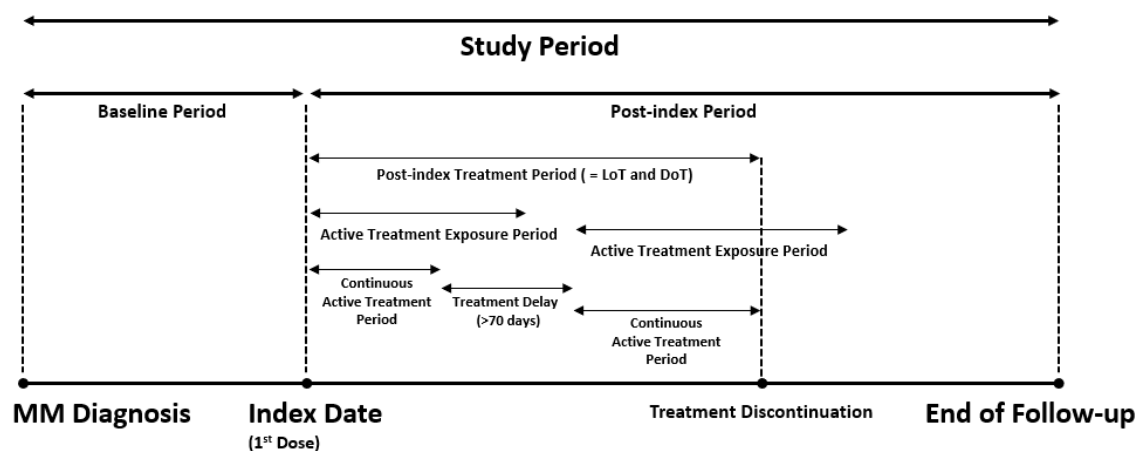 Study Period
Baseline Period
Post-index Period
Post-index Treatment Period ( = LoT and DoT)
Active Treatment Exposure Period
Active Treatment Exposure Period
Continuous
Active Treatment
Period
Treatment Delay
(>70 days)
Continuous
Active Treatment
Period
MM Diagnosis
Index Date
(1st Dose)
Treatment Discontinuation
End of Follow-up